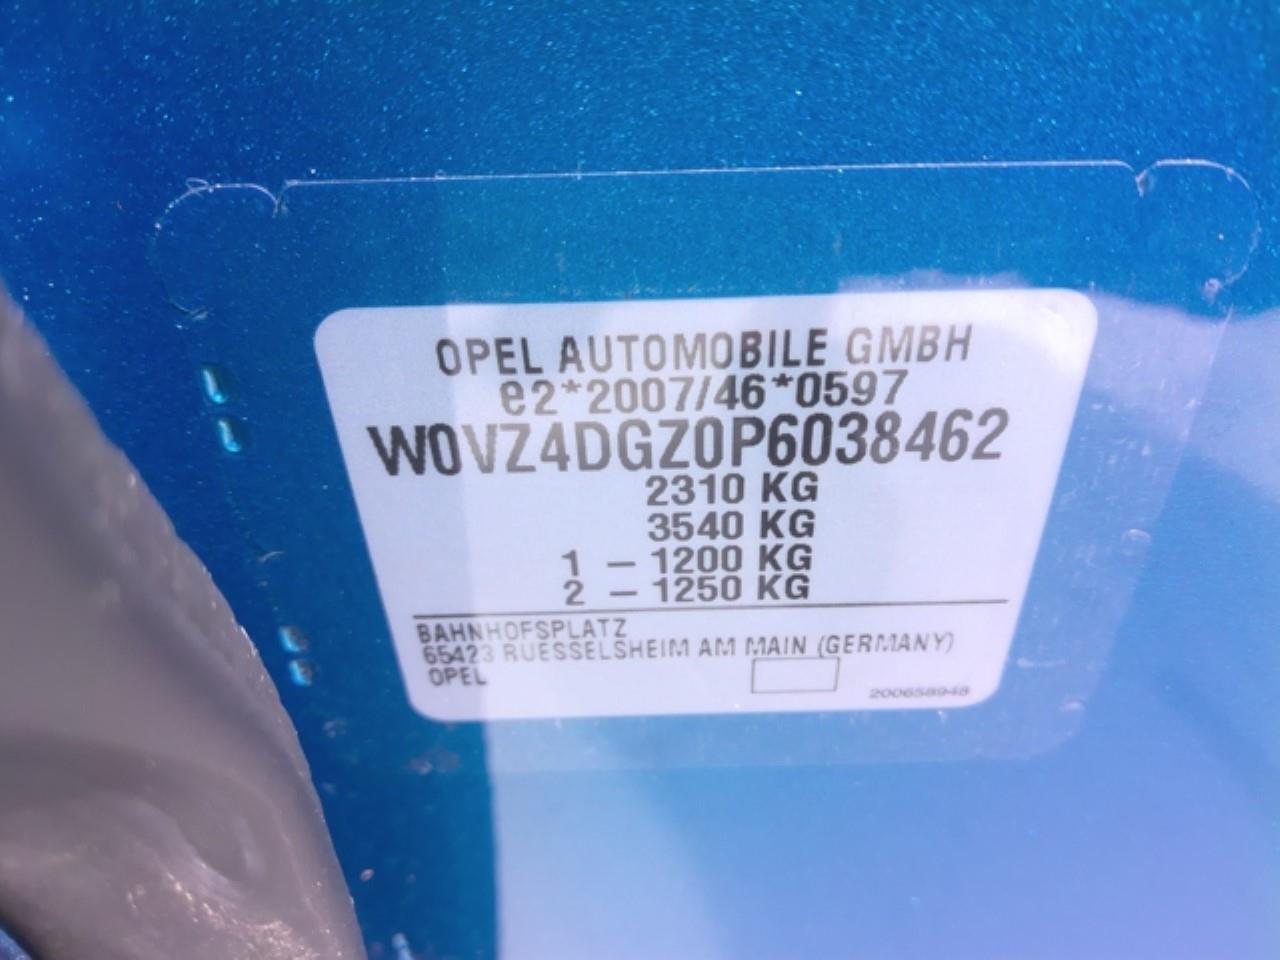 OPEL AUTOMOBILE GMBH
e2*2007/46*0597
W0VZ4DGZ0P6038462
2310 KG
3540 KG
1 – 1200 KG
2 – 1250 KG
BAHNHOFSPLATZ
65423 RUESSELSHEIM AM MAIN (GERMANY)
OPEL
200658948